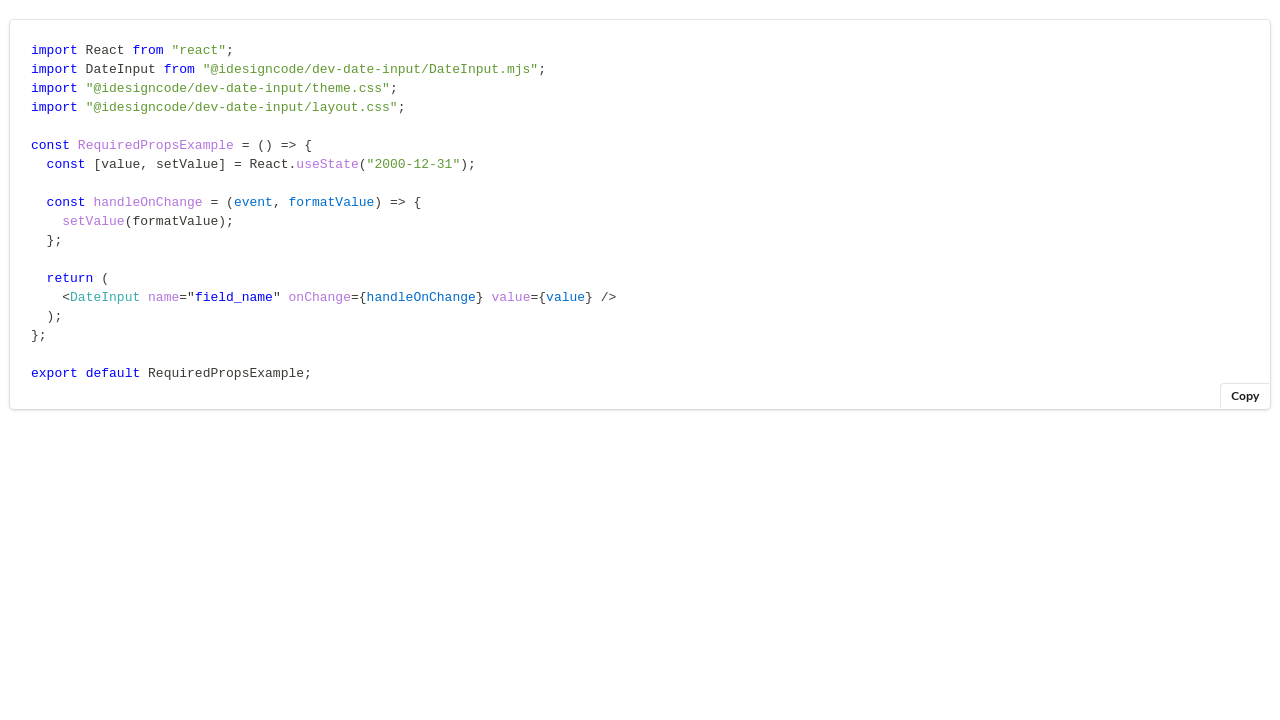 import React from "react";
import DateInput from "@idesigncode/dev-date-input/DateInput.mjs";
import "@idesigncode/dev-date-input/theme.css";
import "@idesigncode/dev-date-input/layout.css";

const RequiredPropsExample = () => {
  const [value, setValue] = React.useState("2000-12-31");

  const handleOnChange = (event, formatValue) => {
    setValue(formatValue);
  };

  return (
    <DateInput name="field_name" onChange={handleOnChange} value={value} />
  );
};

export default RequiredPropsExample;
Copy